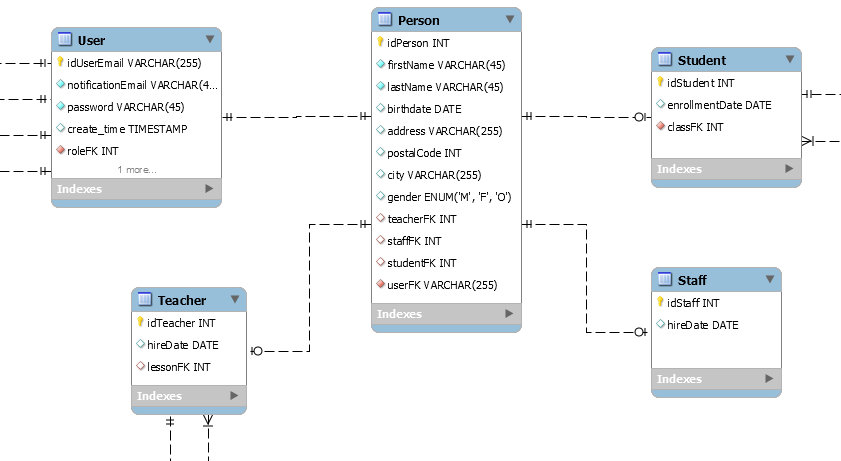 User
idUserEmail VARCHAR(255)
notificationEmail VARCHAR(4...
password VARCHAR(45)
create_time TIMESTAMP
roleFK INT
1 more...
Indexes
Person
idPerson INT
firstName VARCHAR(45)
lastName VARCHAR(45)
birthdate DATE
address VARCHAR(255)
postalCode INT
city VARCHAR(255)
gender ENUM('M', 'F', 'O')
teacherFK INT
staffFK INT
studentFK INT
userFK VARCHAR(255)
Indexes
Student
idStudent INT
enrollmentDate DATE
classFK INT
Indexes
Teacher
idTeacher INT
hireDate DATE
lessonFK INT
Indexes
Staff
idStaff INT
hireDate DATE
Indexes